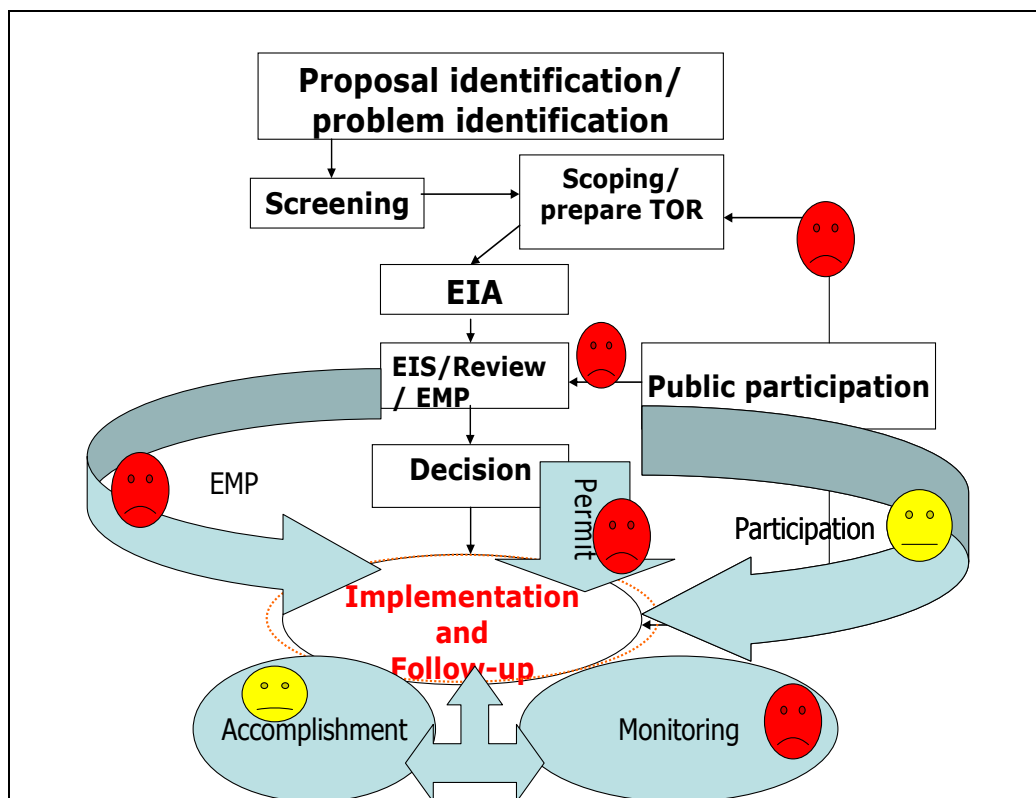 Proposal identification/
problem identification
Screening
Scoping/
prepare TOR
EIA
EIS/Review
/ EMP
Public participation
Decision
EMP
Permit
Participation
Implementation
and
Follow-up
Accomplishment
Monitoring